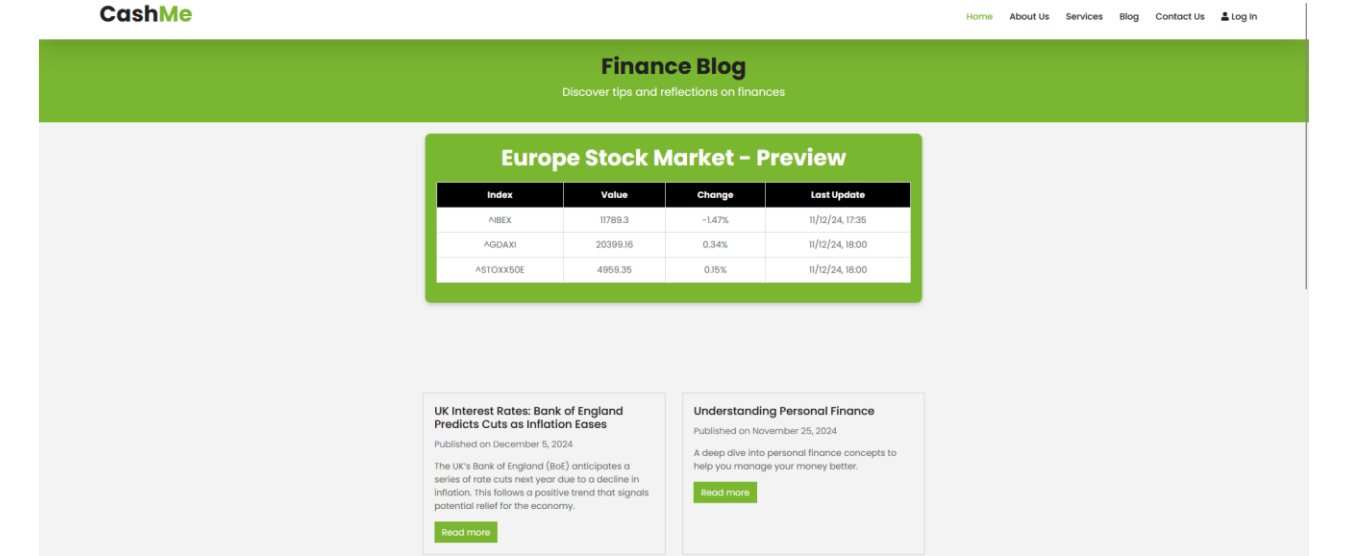 CashMe
Home About Us Services Blog Contact Us Log In
Finance Blog
Discover tips and reflections on finances
Europe Stock Market - Preview
Index Value Change Last Update
^IBEX 11789.3 -1.47% 11/12/24, 17:35
^GDAXI 20399.16 0.34% 11/12/24, 18:00
^STOXX50E 4959.35 0.15% 11/12/24, 18:00
UK Interest Rates: Bank of England
Predicts Cuts as Inflation Eases
Published on December 5, 2024
The UK's Bank of England (BoE) anticipates a
series of rate cuts next year due to a decline in
inflation. This follows a positive trend that signals
potential relief for the economy.
Read more
Understanding Personal Finance
Published on November 25, 2024
A deep dive into personal finance concepts to
help you manage your money better.
Read more